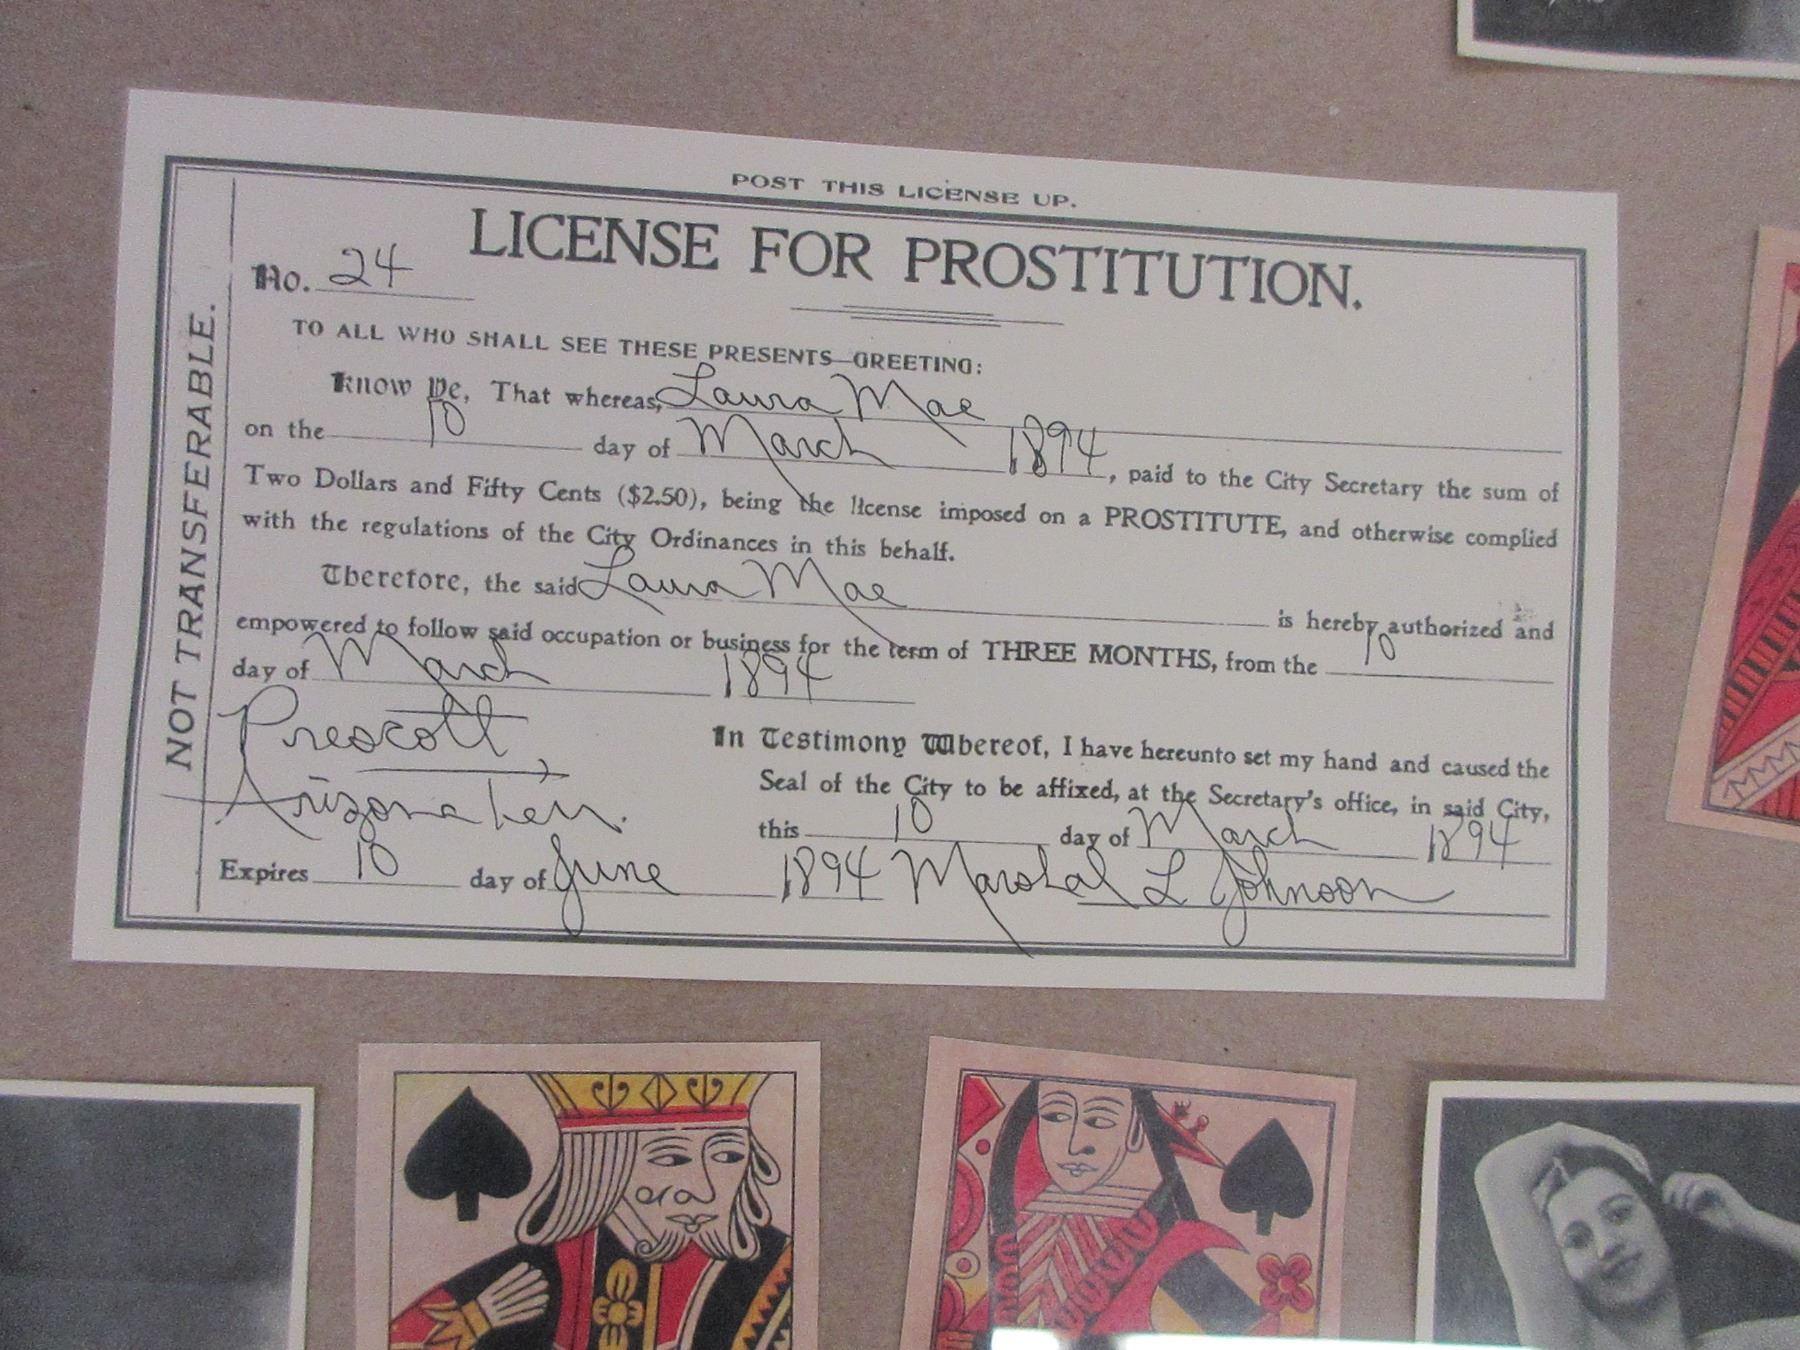 POST THIS LICENSE UP.
LICENSE FOR PROSTITUTION.
No. 24
NOT TRANSFERABLE.
TO ALL WHO SHALL SEE THESE PRESENTS—GREETING:
Know Ye, That whereas, Laura Mae
on the 10 day of March 1894, paid to the City Secretary the sum of
Two Dollars and Fifty Cents ($2.50), being the license imposed on a PROSTITUTE, and otherwise complied
with the regulations of the City Ordinances in this behalf.
Therefore, the said Laura Mae is hereby authorized and
empowered to follow said occupation or business for the term of THREE MONTHS, from the 10
day of March 1894
Prescott,
Arizona Terr.
In Testimony Whereof, I have hereunto set my hand and caused the
Seal of the City to be affixed, at the Secretary's office, in said City,
this 10 day of March 1894
Expires 10 day of June 1894 Marshal L Johnson